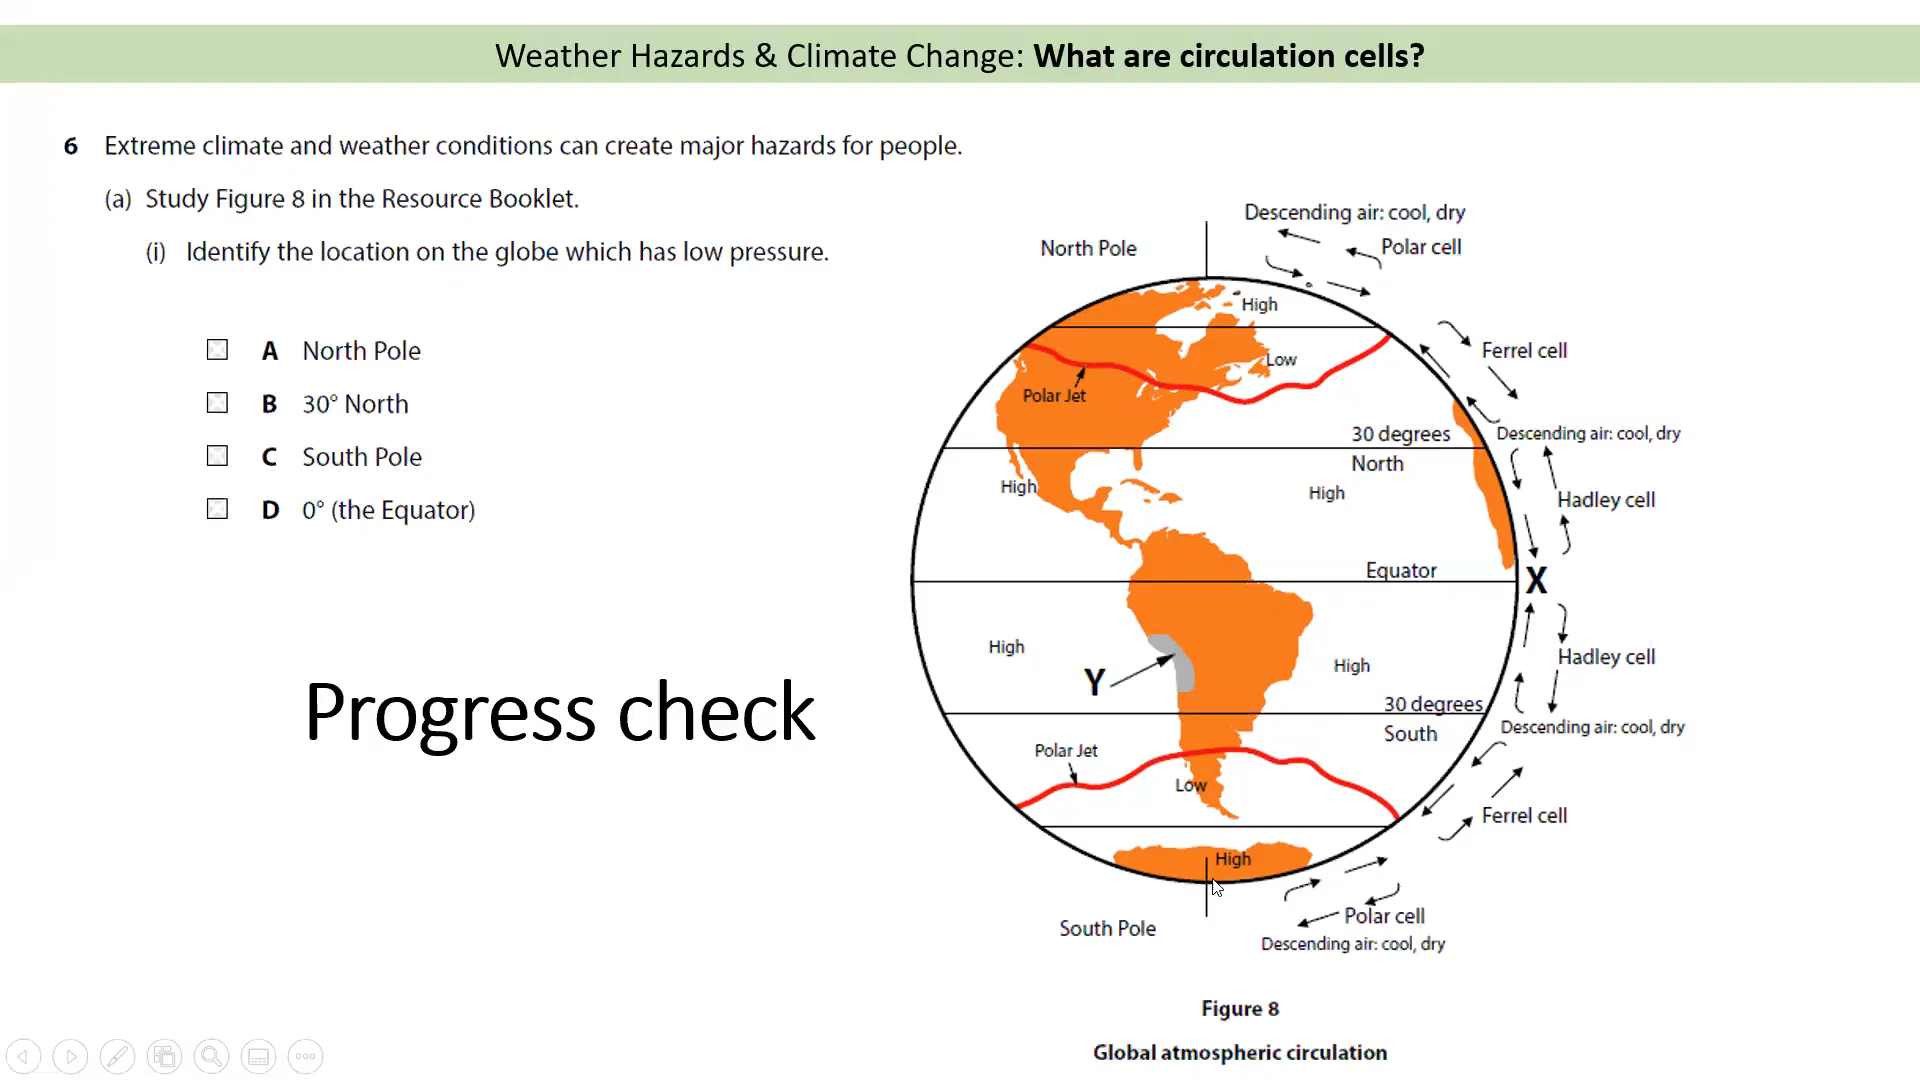 Weather Hazards & Climate Change: What are circulation cells?
6 Extreme climate and weather conditions can create major hazards for people.
(a) Study Figure 8 in the Resource Booklet.
(i) Identify the location on the globe which has low pressure.
A North Pole
B 30° North
C South Pole
D 0° (the Equator)
Progress check
Descending air: cool, dry
North Pole
Polar cell
High
Ferrel cell
Low
Polar Jet
30 degrees
North
Descending air: cool, dry
High
High
Hadley cell
Equator
X
High
High
Hadley cell
Y
30 degrees
South
Descending air: cool, dry
Polar Jet
Low
Ferrel cell
High
Polar cell
South Pole
Descending air: cool, dry
Figure 8
Global atmospheric circulation